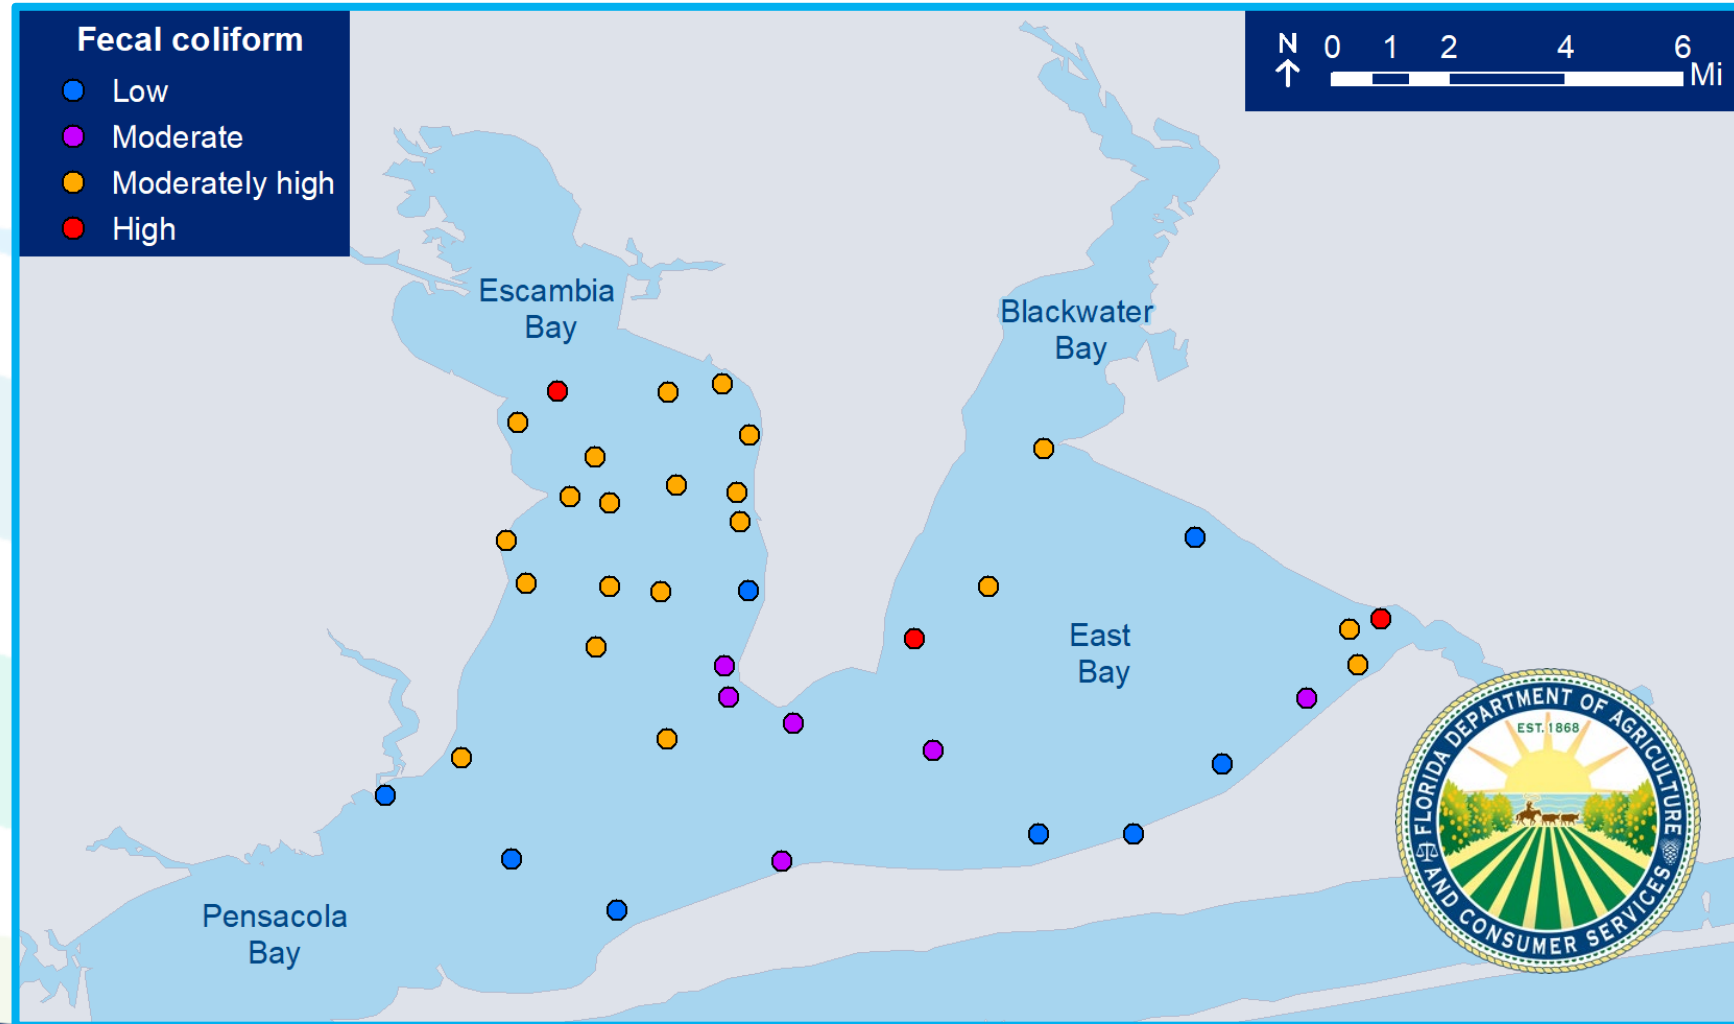 Fecal coliform
Low
Moderate
Moderately high
High
N
0 1 2 4 6
Mi
Escambia
Bay
Blackwater
Bay
East
Bay
Pensacola
Bay
FLORIDA DEPARTMENT OF AGRICULTURE
AND CONSUMER SERVICES
EST. 1868